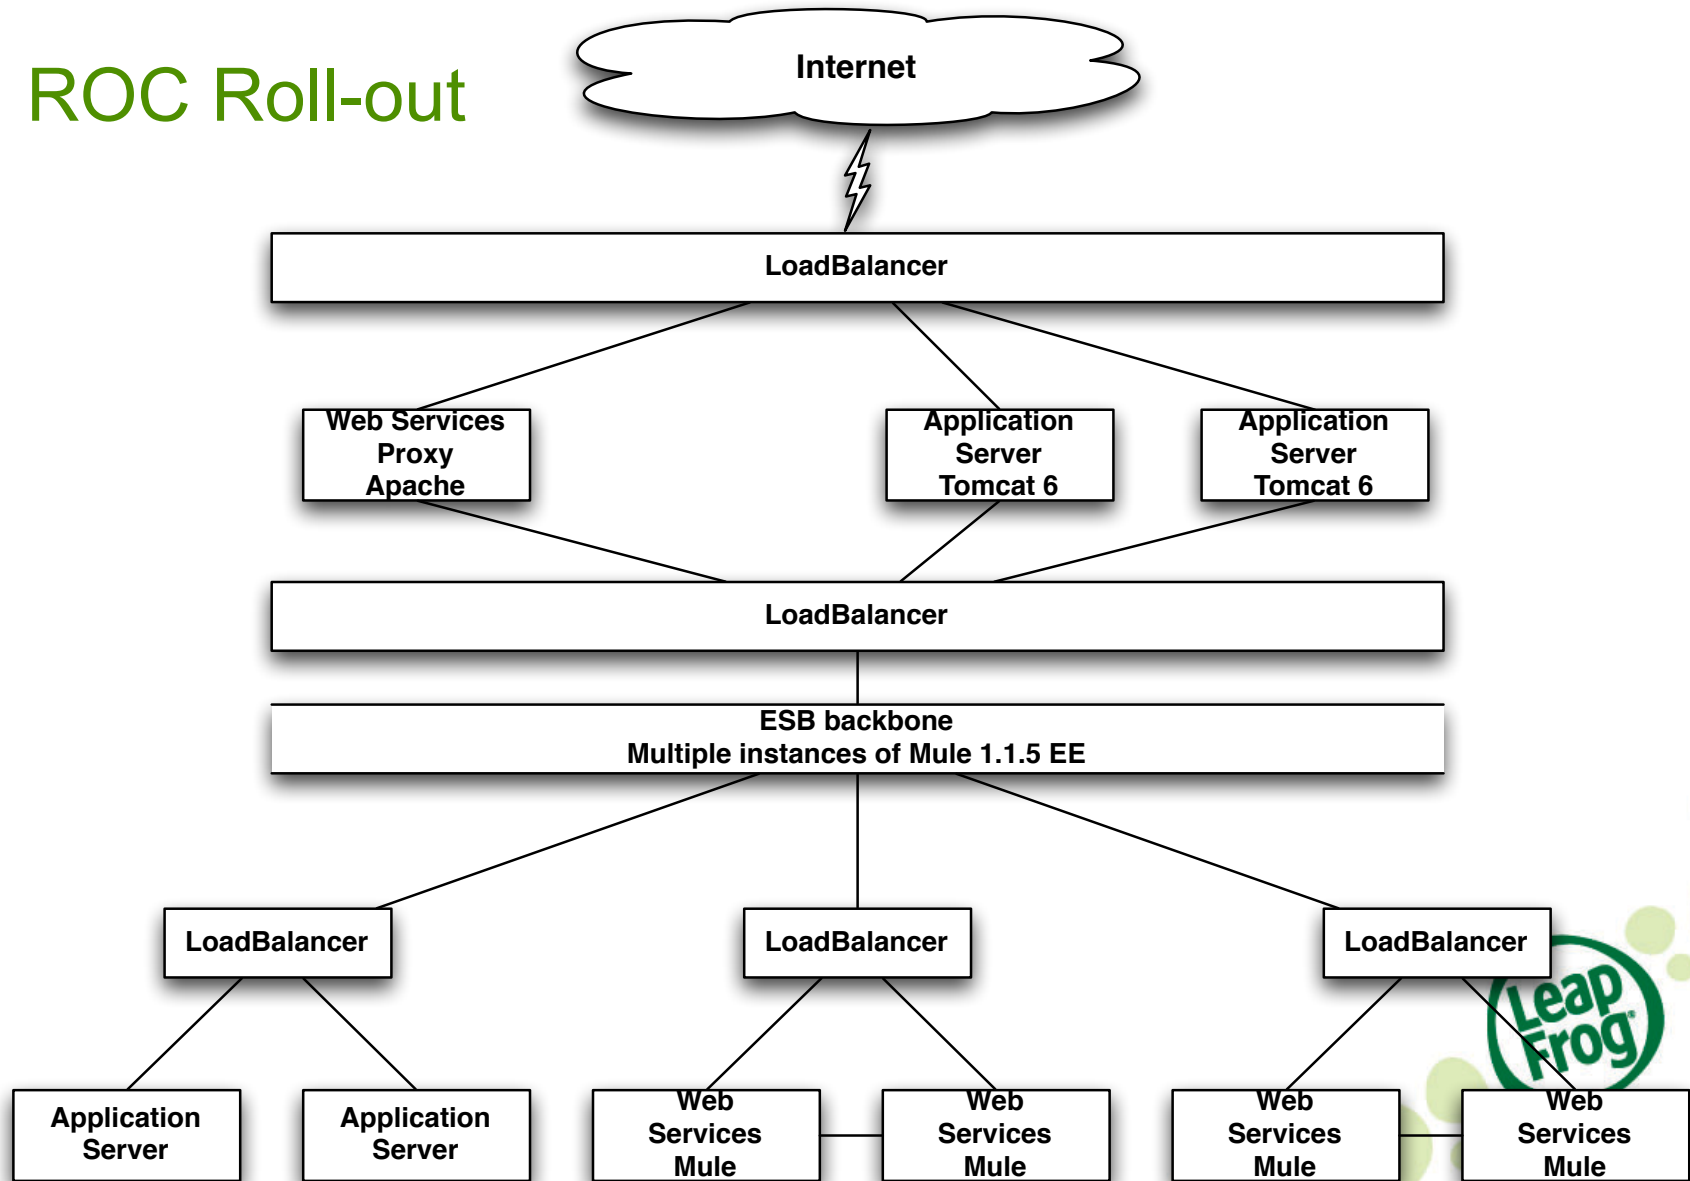 ROC Roll-out
Internet
LoadBalancer
Web Services
Proxy
Apache
Application
Server
Tomcat 6
Application
Server
Tomcat 6
LoadBalancer
ESB backbone
Multiple instances of Mule 1.1.5 EE
LoadBalancer
LoadBalancer
LoadBalancer
Leap
Frog
Application
Server
Application
Server
Web
Services
Mule
Web
Services
Mule
Web
Services
Mule
Web
Services
Mule